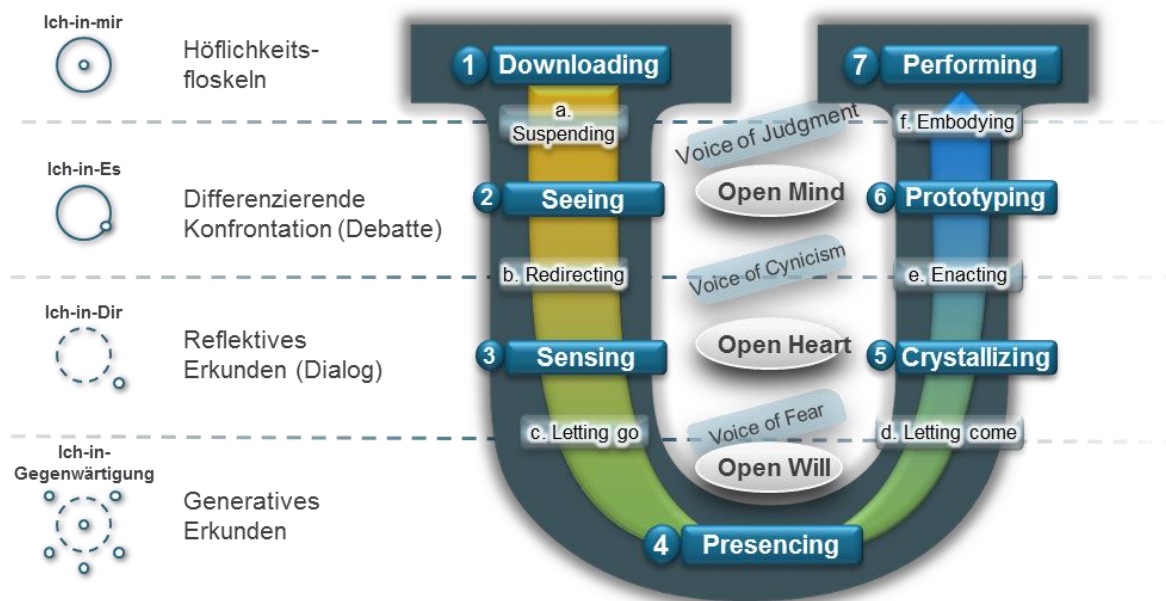 Ich-in-mir
Höflichkeits-
floskeln
1 Downloading
7 Performing
a.
Suspending
Voice of Judgment
f. Embodying
Ich-in-Es
Differenzierende
Konfrontation (Debatte)
2 Seeing
Open Mind
6 Prototyping
b. Redirecting
Voice of Cynicism
e. Enacting
Ich-in-Dir
Reflektives
Erkunden (Dialog)
3 Sensing
Open Heart
5 Crystallizing
c. Letting go
Voice of Fear
d. Letting come
Ich-in-
Gegenwärtigung
Open Will
Generatives
Erkunden
4 Presencing